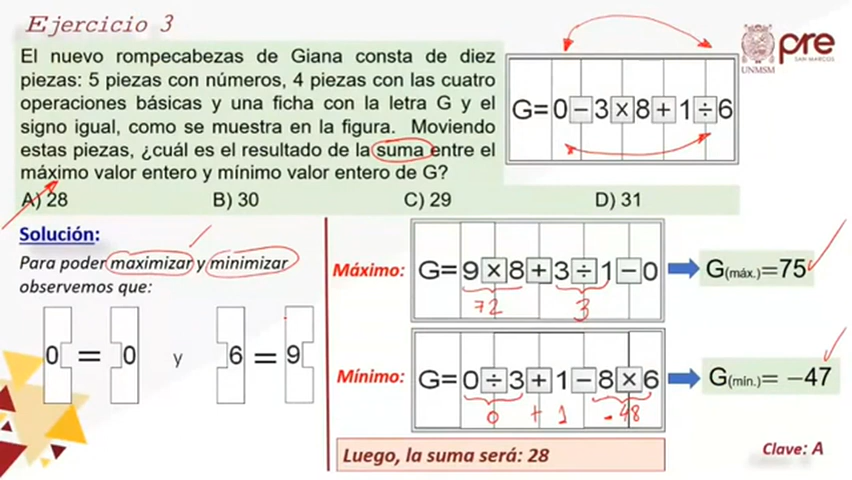 Ejercicio 3
El nuevo rompecabezas de Giana consta de diez
piezas: 5 piezas con números, 4 piezas con las cuatro
operaciones básicas y una ficha con la letra G y el
signo igual, como se muestra en la figura. Moviendo
estas piezas, ¿cuál es el resultado de la suma entre el
máximo valor entero y mínimo valor entero de G?
A) 28 B) 30 C) 29 D) 31
G=0−3×8+1÷6
UNMSM
pre
SAN MARCOS
Solución:
Para poder maximizar y minimizar
observemos que:
0 = 0 y 6 = 9
Máximo: G=9×8+3÷1−0 G(máx.)=75
72 3
Mínimo: G=0÷3+1−8×6 G(mín.)= −47
0 + 1 - 48
Luego, la suma será: 28
Clave: A